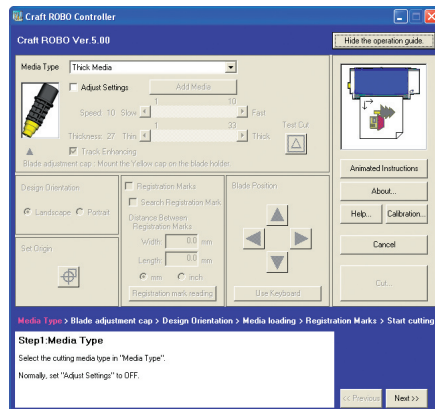 Craft ROBO Controller
Craft ROBO Ver.5.00
Hide the operation guide.
Media Type Thick Media
Adjust Settings Add Media
1 10
Speed: 10 Slow Fast
1 33
Thickness: 27 Thin Thick
Test Cut
Track Enhancing
Blade adjustment cap : Mount the Yellow cap on the blade holder.
Design Orientation
Landscape Portrait
Set Origin
Registration Marks
Search Registration Mark
Distance Between
Registration Marks
Width: 0.0 mm
Length: 0.0 mm
mm inch
Registration mark reading
Blade Position
Use Keyboard
Animated Instructions
About...
Help... Calibration...
Cancel
Cut...
Media Type > Blade adjustment cap > Design Orientation > Media loading > Registration Marks > Start cutting
Step1:Media Type
Select the cutting media type in "Media Type".
Normally, set "Adjust Settings" to OFF.
<< Previous Next >>